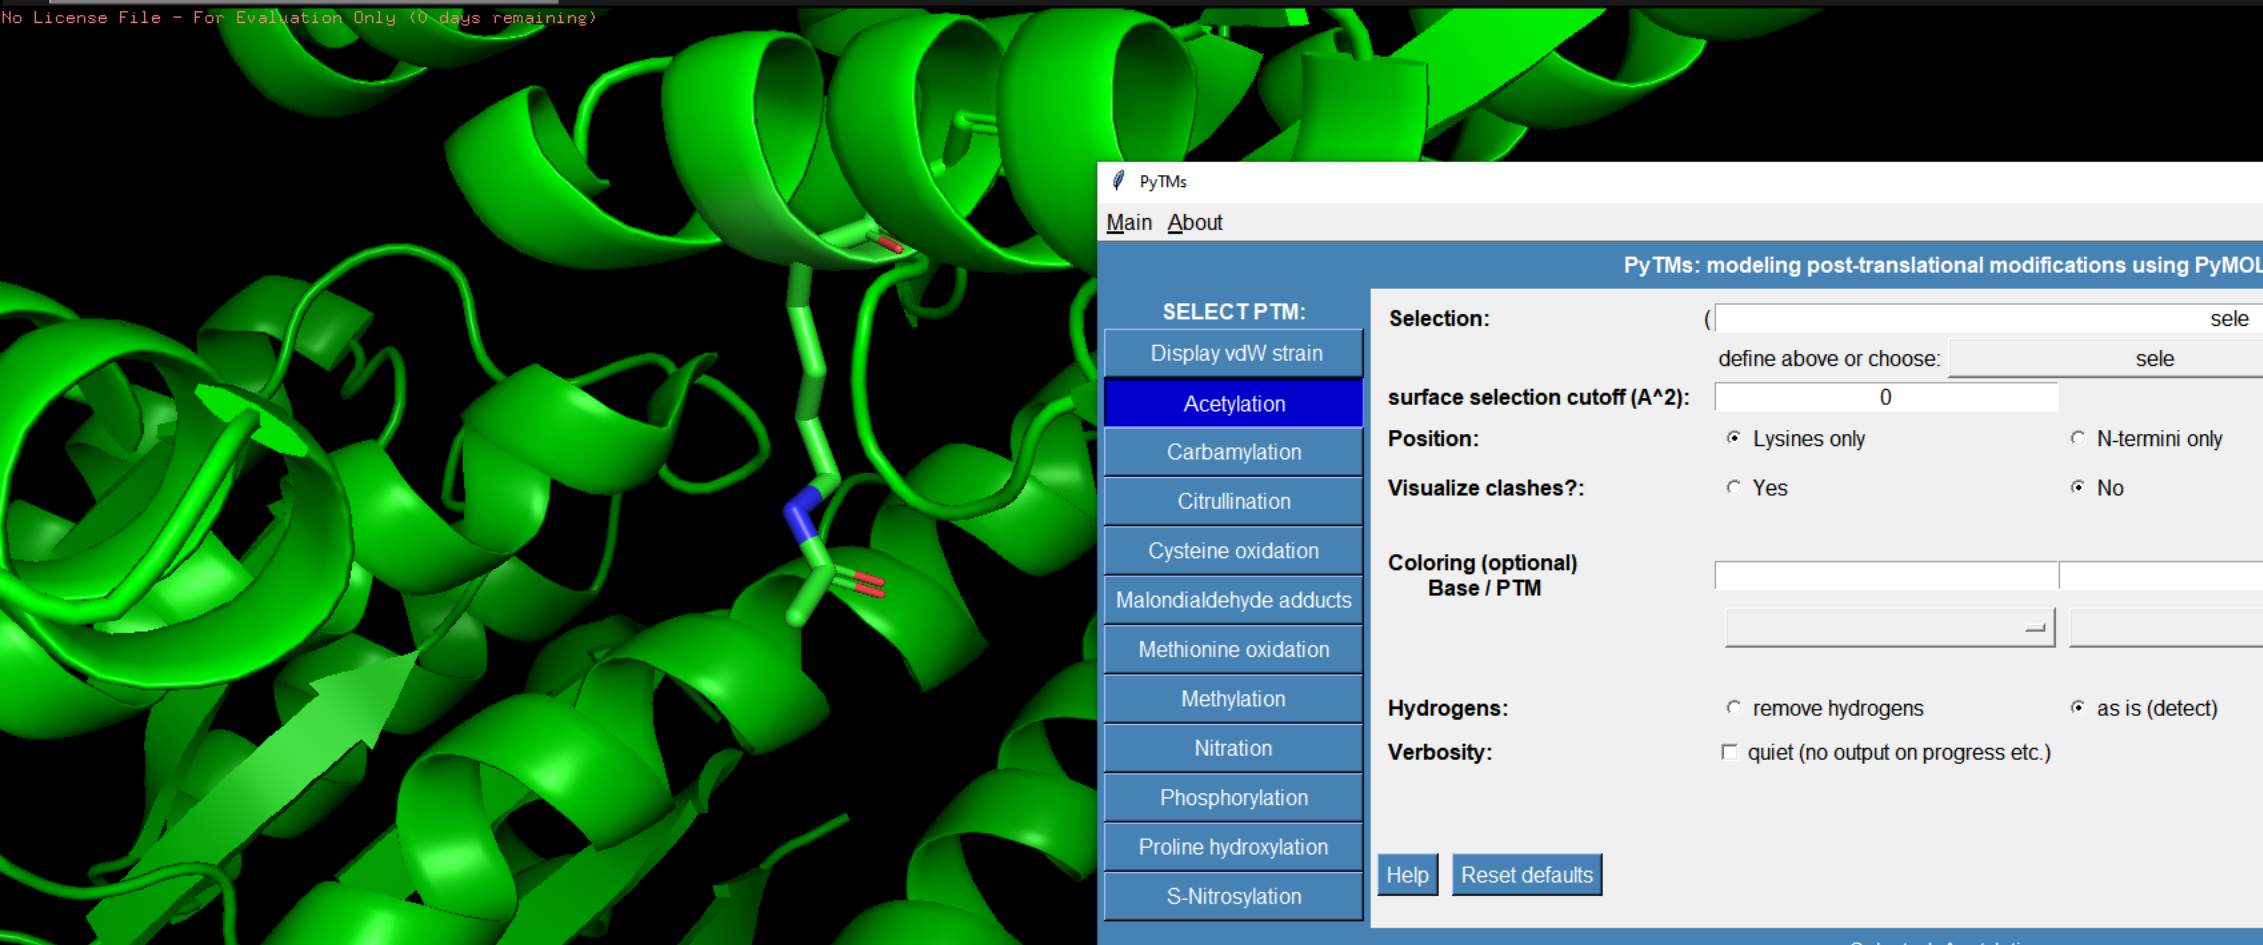 No License File - For Evaluation Only (0 days remaining)
PyTMs
Main About
PyTMs: modeling post-translational modifications using PyMOL
SELECT PTM:
Display vdW strain
Acetylation
Carbamylation
Citrullination
Cysteine oxidation
Malondialdehyde adducts
Methionine oxidation
Methylation
Nitration
Phosphorylation
Proline hydroxylation
S-Nitrosylation
Selection: ( sele
define above or choose: sele
surface selection cutoff (A^2): 0
Position: Lysines only N-termini only
Visualize clashes?: Yes No
Coloring (optional)
Base / PTM
Hydrogens: remove hydrogens as is (detect)
Verbosity: quiet (no output on progress etc.)
Help Reset defaults